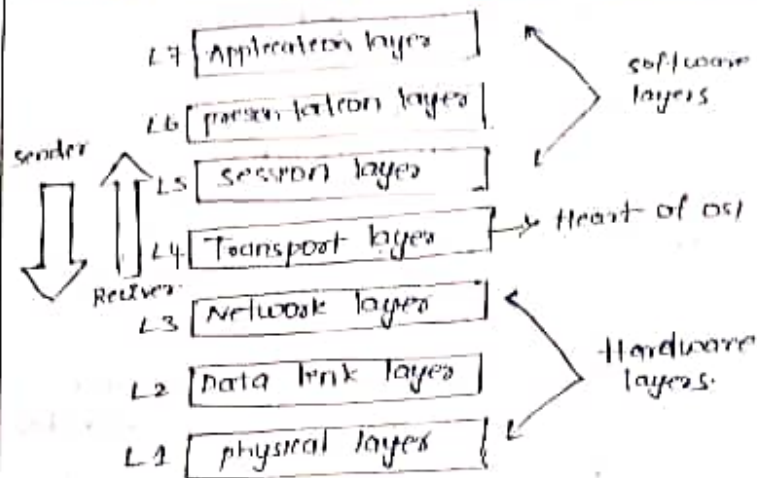 L7 Application layer
software layers
L6 presentation layer
sender
L5 session layer
L4 Transport layer
Heart of OSI
Reciver
L3 Network layer
Hardware layers.
L2 Data link layer
L1 physical layer